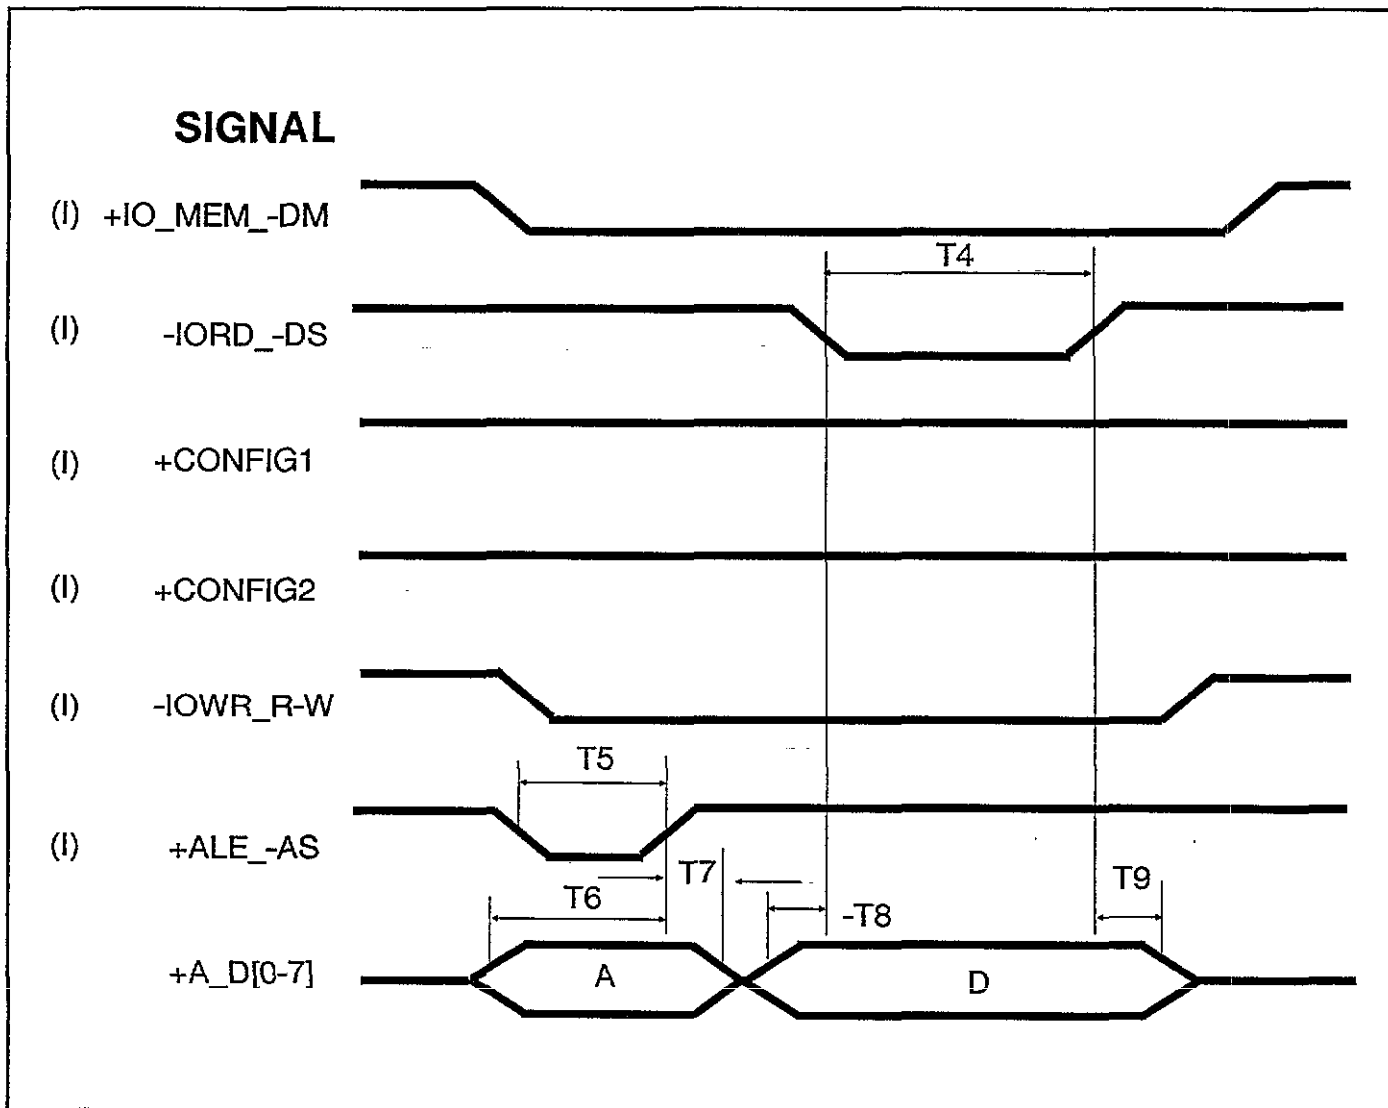 SIGNAL
(I) +IO_MEM_-DM
T4
(I) -IORD_-DS
(I) +CONFIG1
(I) +CONFIG2
(I) -IOWR_R-W
T5
(I) +ALE_-AS
T7
T9
T6
-T8
+A_D[0-7]
A
D